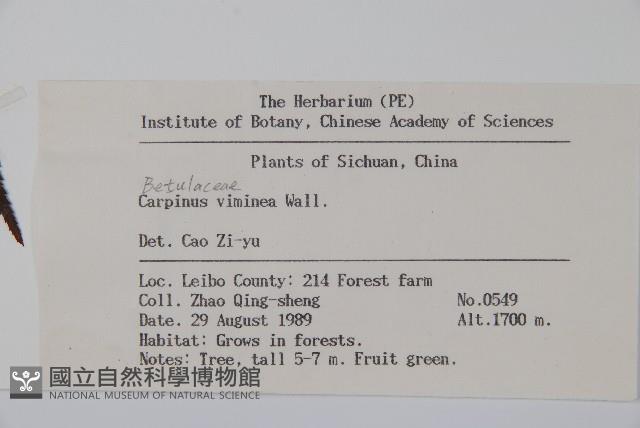 The Herbarium (PE)
Institute of Botany, Chinese Academy of Sciences
Plants of Sichuan, China
Betulaceae
Carpinus viminea Wall.
Det. Cao Zi-yu
Loc. Leibo County: 214 Forest farm
Coll. Zhao Qing-sheng No.0549
Date. 29 August 1989 Alt.1700 m.
Habitat: Grows in forests.
Notes: Tree, tall 5-7 m. Fruit green.
國立自然科學博物館
NATIONAL MUSEUM OF NATURAL SCIENCE